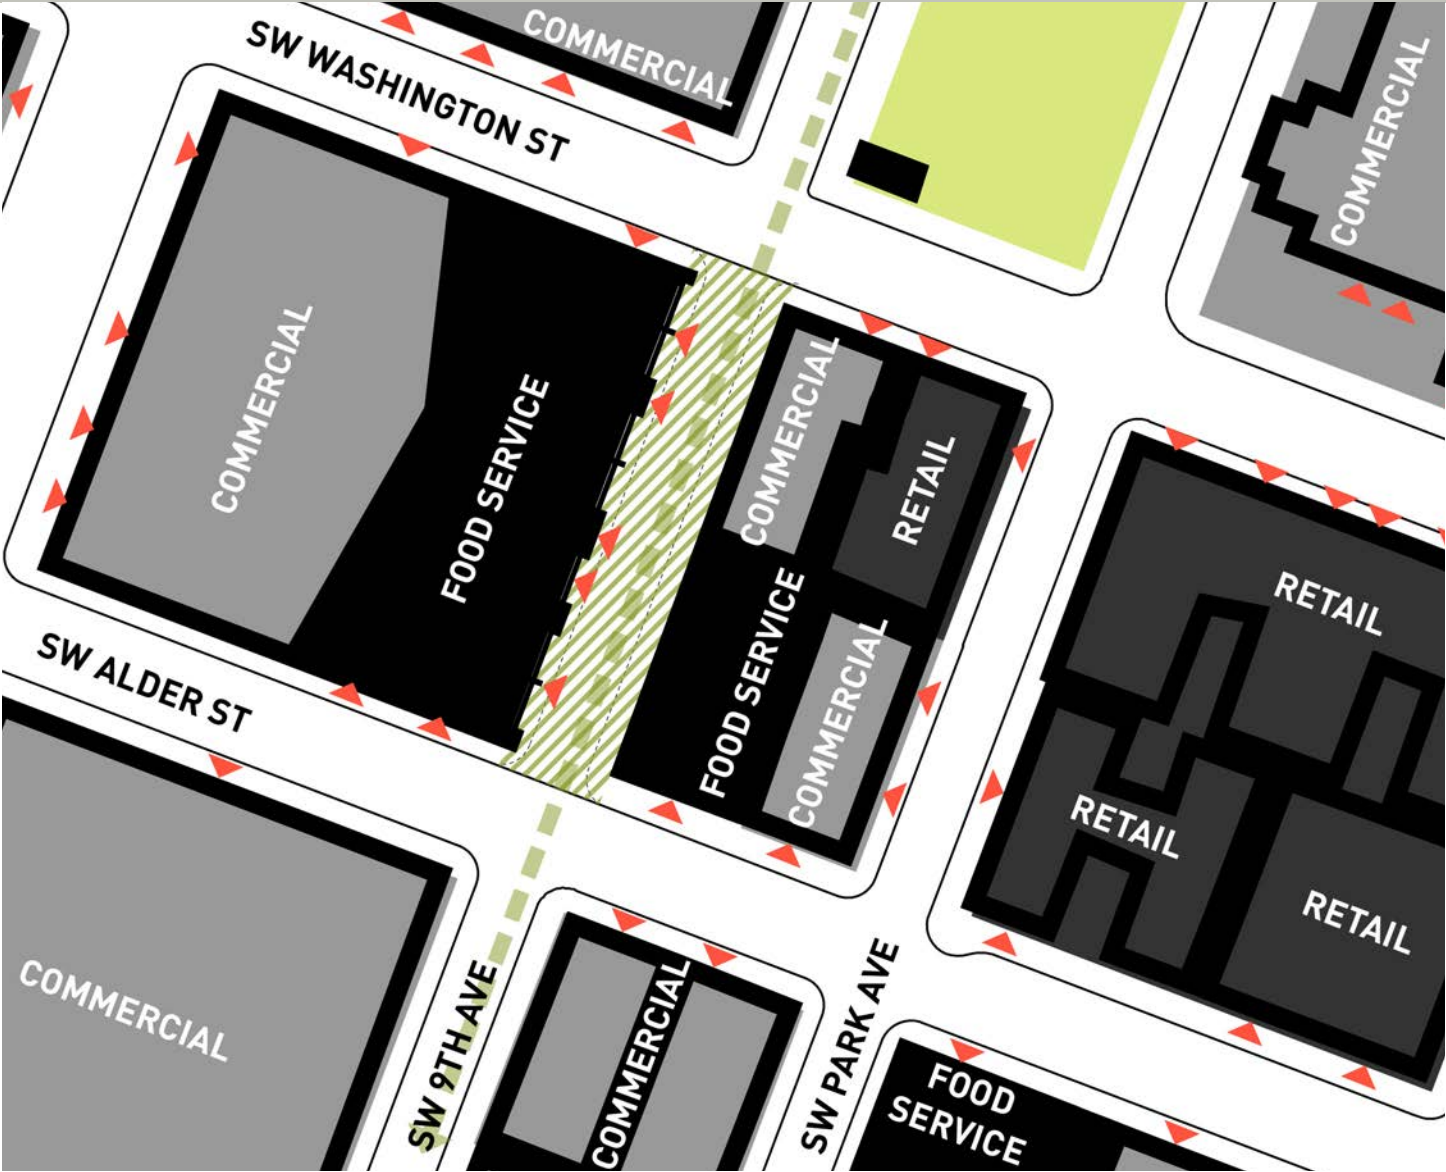 COMMERCIAL
SW WASHINGTON ST
COMMERCIAL
COMMERCIAL
FOOD SERVICE
COMMERCIAL
RETAIL
FOOD SERVICE
COMMERCIAL
RETAIL
RETAIL
RETAIL
SW ALDER ST
COMMERCIAL
SW 9TH AVE
COMMERCIAL
SW PARK AVE
FOOD
SERVICE